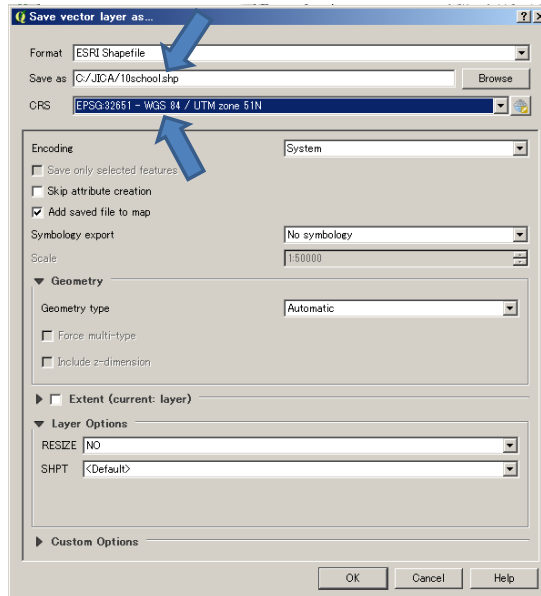 Save vector layer as...
Format ESRI Shapefile
Save as C:/JICA/10school.shp Browse
CRS EPSG:32651 - WGS 84 / UTM zone 51N
Encoding System
Save only selected features
Skip attribute creation
Add saved file to map
Symbology export No symbology
Scale 1:50000
Geometry
Geometry type Automatic
Force multi-type
Include z-dimension
Extent (current: layer)
Layer Options
RESIZE NO
SHPT <Default>
Custom Options
OK Cancel Help